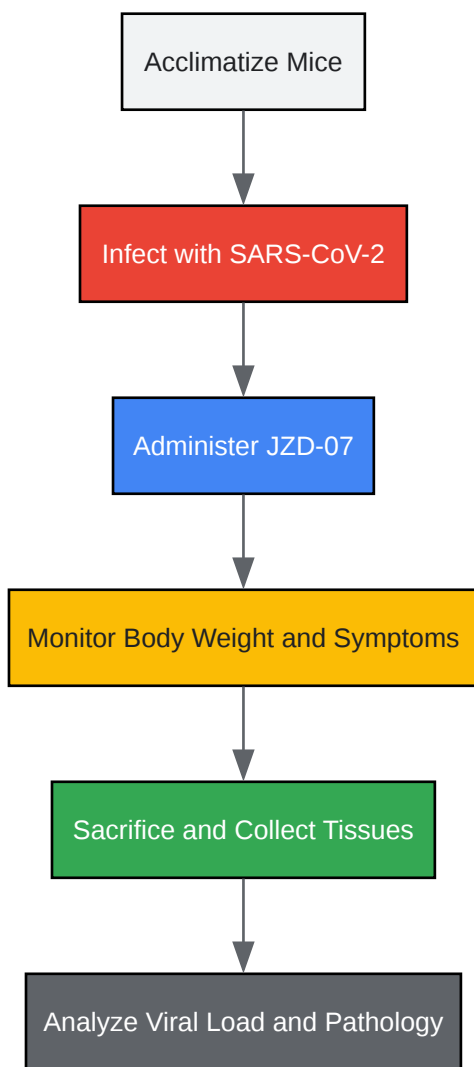 Acclimatize Mice
Infect with SARS-CoV-2
Administer JZD-07
Monitor Body Weight and Symptoms
Sacrifice and Collect Tissues
Analyze Viral Load and Pathology